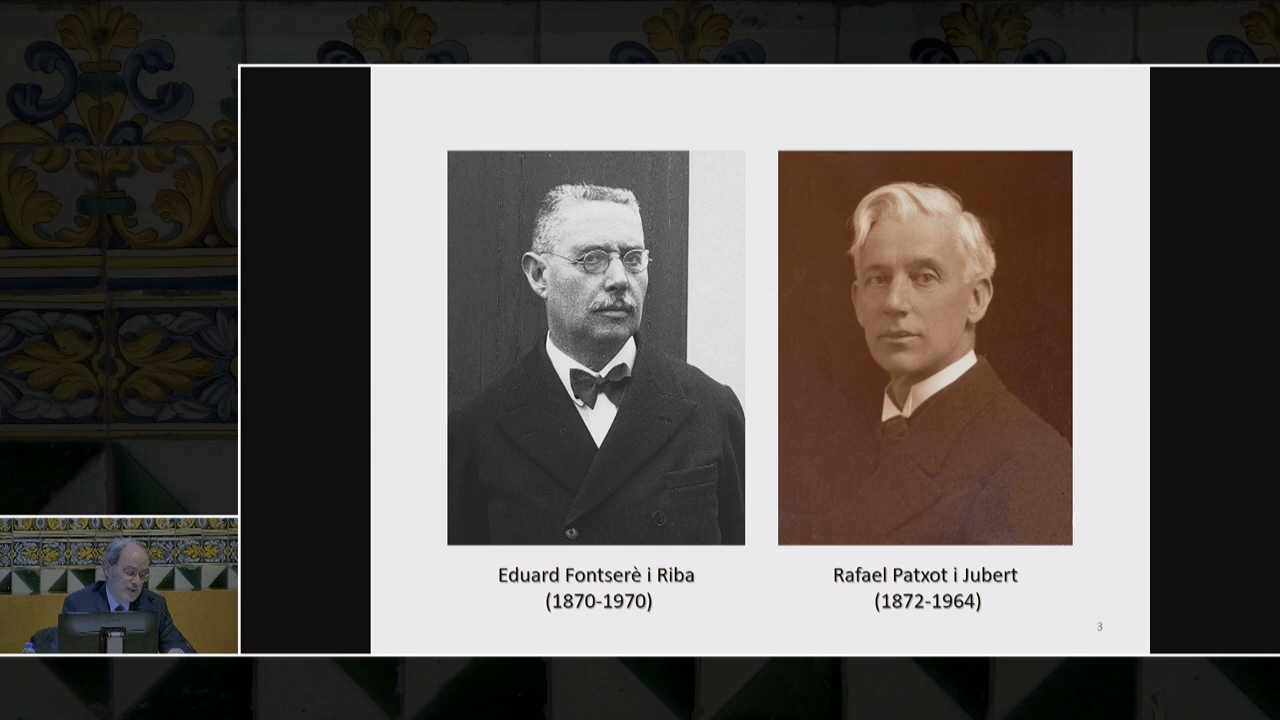 Eduard Fontserè i Riba
(1870-1970)
Rafael Patxot i Jubert
(1872-1964)
3